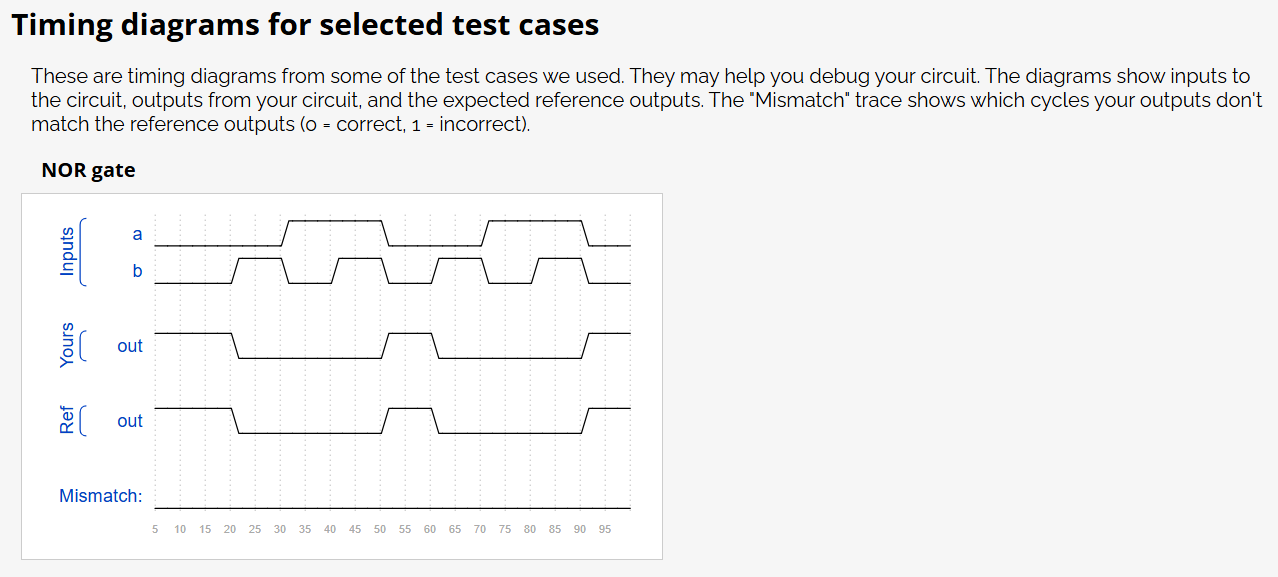 Timing diagrams for selected test cases
These are timing diagrams from some of the test cases we used. They may help you debug your circuit. The diagrams show inputs to
the circuit, outputs from your circuit, and the expected reference outputs. The "Mismatch" trace shows which cycles your outputs don't
match the reference outputs (0 = correct, 1 = incorrect).
NOR gate
Inputs
a
b
Yours
out
Ref
out
Mismatch:
5 10 15 20 25 30 35 40 45 50 55 60 65 70 75 80 85 90 95